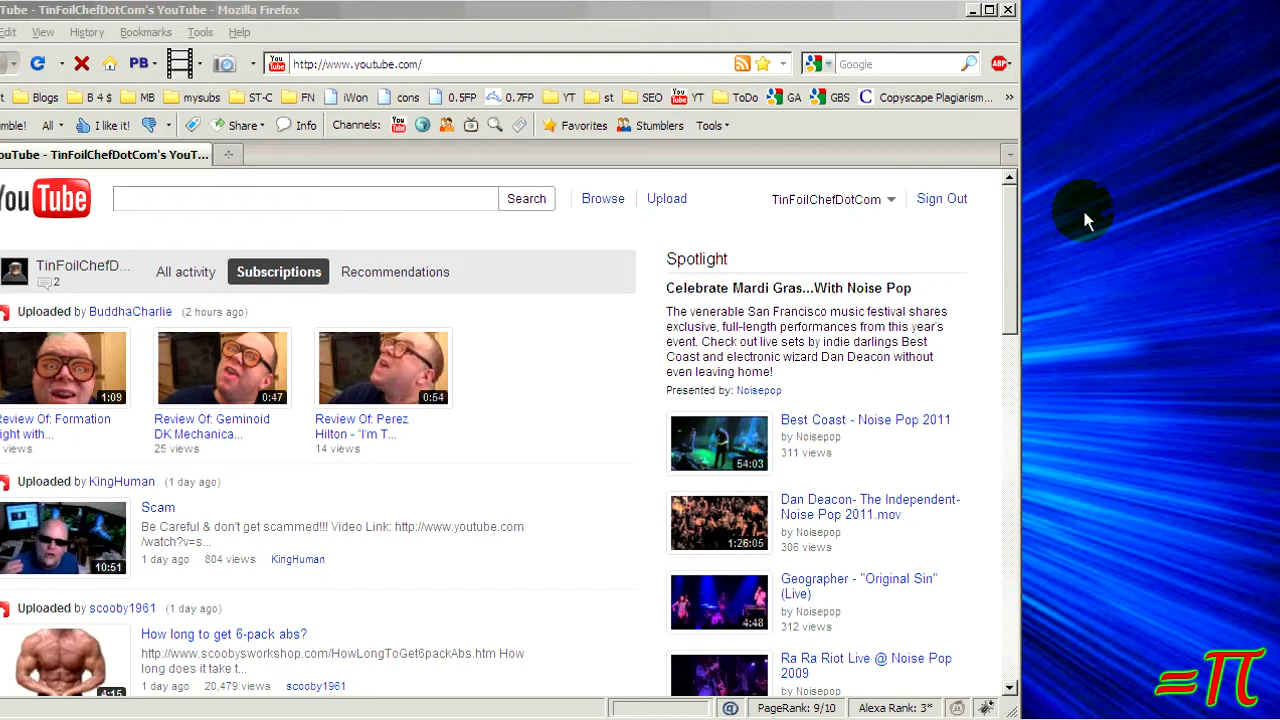 Tube - TinFoilChefDotCom's YouTube - Mozilla Firefox
Edit View History Bookmarks Tools Help
PB http://www.youtube.com/ Google ABP
Blogs B 4 $ MB mysubs ST-C FN iWon cons 0.5FP 0.7FP YT st SEO YT ToDo GA GBS Copyscape Plagiarism... »
mble! All I like it! Share Info Channels: Favorites Stumblers Tools
ouTube - TinFoilChefDotCom's YouT...
You Tube Search Browse Upload TinFoilChefDotCom Sign Out
TinFoilChefD... All activity Subscriptions Recommendations
2
Spotlight
Celebrate Mardi Gras...With Noise Pop
The venerable San Francisco music festival shares
exclusive, full-length performances from this year's
event. Check out live sets by indie darlings Best
Coast and electronic wizard Dan Deacon without
even leaving home!
Presented by: Noisepop
Uploaded by BuddhaCharlie (2 hours ago)
1:09 0:47 0:54
Review Of: Formation
ight with...
views
Review Of: Geminoid
DK Mechanica...
25 views
Review Of: Perez
Hilton - "I'm T...
14 views
Uploaded by KingHuman (1 day ago)
10:51
Scam
Be Careful & don't get scammed!!! Video Link: http://www.youtube.com
/watch?v=s...
1 day ago 804 views KingHuman
Uploaded by scooby1961 (1 day ago)
4:15
How long to get 6-pack abs?
http://www.scoobysworkshop.com/HowLongToGet6packAbs.htm How
long does it take t...
1 day ago 20,479 views scooby1961
54:03
Best Coast - Noise Pop 2011
by Noisepop
311 views
1:26:05
Dan Deacon- The Independent-
Noise Pop 2011.mov
by Noisepop
306 views
4:48
Geographer - "Original Sin"
(Live)
by Noisepop
312 views
Ra Ra Riot Live @ Noise Pop
2009
by Noisepop
PageRank: 9/10 Alexa Rank: 3*
=π